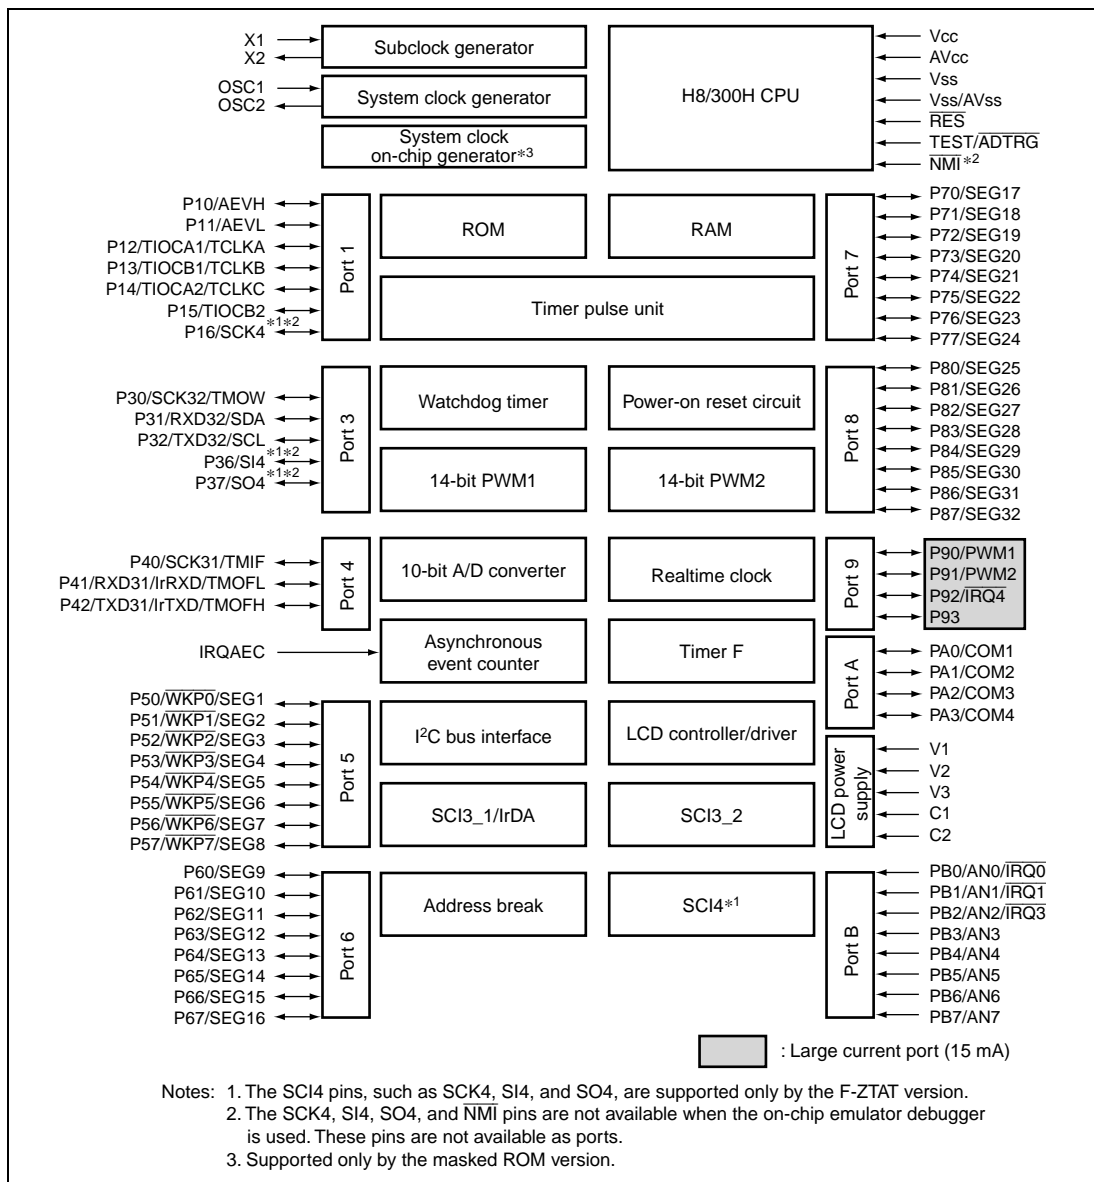 X1
X2
Subclock generator
OSC1
OSC2
System clock generator
System clock
on-chip generator*3
H8/300H CPU
Vcc
AVcc
Vss
Vss/AVss
RES
TEST/ADTRG
NMI*2
P10/AEVH
P11/AEVL
P12/TIOCA1/TCLKA
P13/TIOCB1/TCLKB
P14/TIOCA2/TCLKC
P15/TIOCB2
P16/SCK4 *1*2
Port 1
ROM
RAM
Timer pulse unit
Port 7
P70/SEG17
P71/SEG18
P72/SEG19
P73/SEG20
P74/SEG21
P75/SEG22
P76/SEG23
P77/SEG24
P30/SCK32/TMOW
P31/RXD32/SDA
P32/TXD32/SCL
P36/SI4 *1*2
P37/SO4 *1*2
Port 3
Watchdog timer
Power-on reset circuit
14-bit PWM1
14-bit PWM2
Port 8
P80/SEG25
P81/SEG26
P82/SEG27
P83/SEG28
P84/SEG29
P85/SEG30
P86/SEG31
P87/SEG32
P40/SCK31/TMIF
P41/RXD31/IrRXD/TMOFL
P42/TXD31/IrTXD/TMOFH
Port 4
10-bit A/D converter
Realtime clock
Port 9
P90/PWM1
P91/PWM2
P92/IRQ4
P93
IRQAEC
Asynchronous
event counter
Timer F
Port A
PA0/COM1
PA1/COM2
PA2/COM3
PA3/COM4
P50/WKP0/SEG1
P51/WKP1/SEG2
P52/WKP2/SEG3
P53/WKP3/SEG4
P54/WKP4/SEG5
P55/WKP5/SEG6
P56/WKP6/SEG7
P57/WKP7/SEG8
Port 5
I2C bus interface
LCD controller/driver
SCI3_1/IrDA
SCI3_2
LCD power
supply
V1
V2
V3
C1
C2
P60/SEG9
P61/SEG10
P62/SEG11
P63/SEG12
P64/SEG13
P65/SEG14
P66/SEG15
P67/SEG16
Port 6
Address break
SCI4*1
Port B
PB0/AN0/IRQ0
PB1/AN1/IRQ1
PB2/AN2/IRQ3
PB3/AN3
PB4/AN4
PB5/AN5
PB6/AN6
PB7/AN7
: Large current port (15 mA)
Notes: 1. The SCI4 pins, such as SCK4, SI4, and SO4, are supported only by the F-ZTAT version.
2. The SCK4, SI4, SO4, and NMI pins are not available when the on-chip emulator debugger
is used. These pins are not available as ports.
3. Supported only by the masked ROM version.